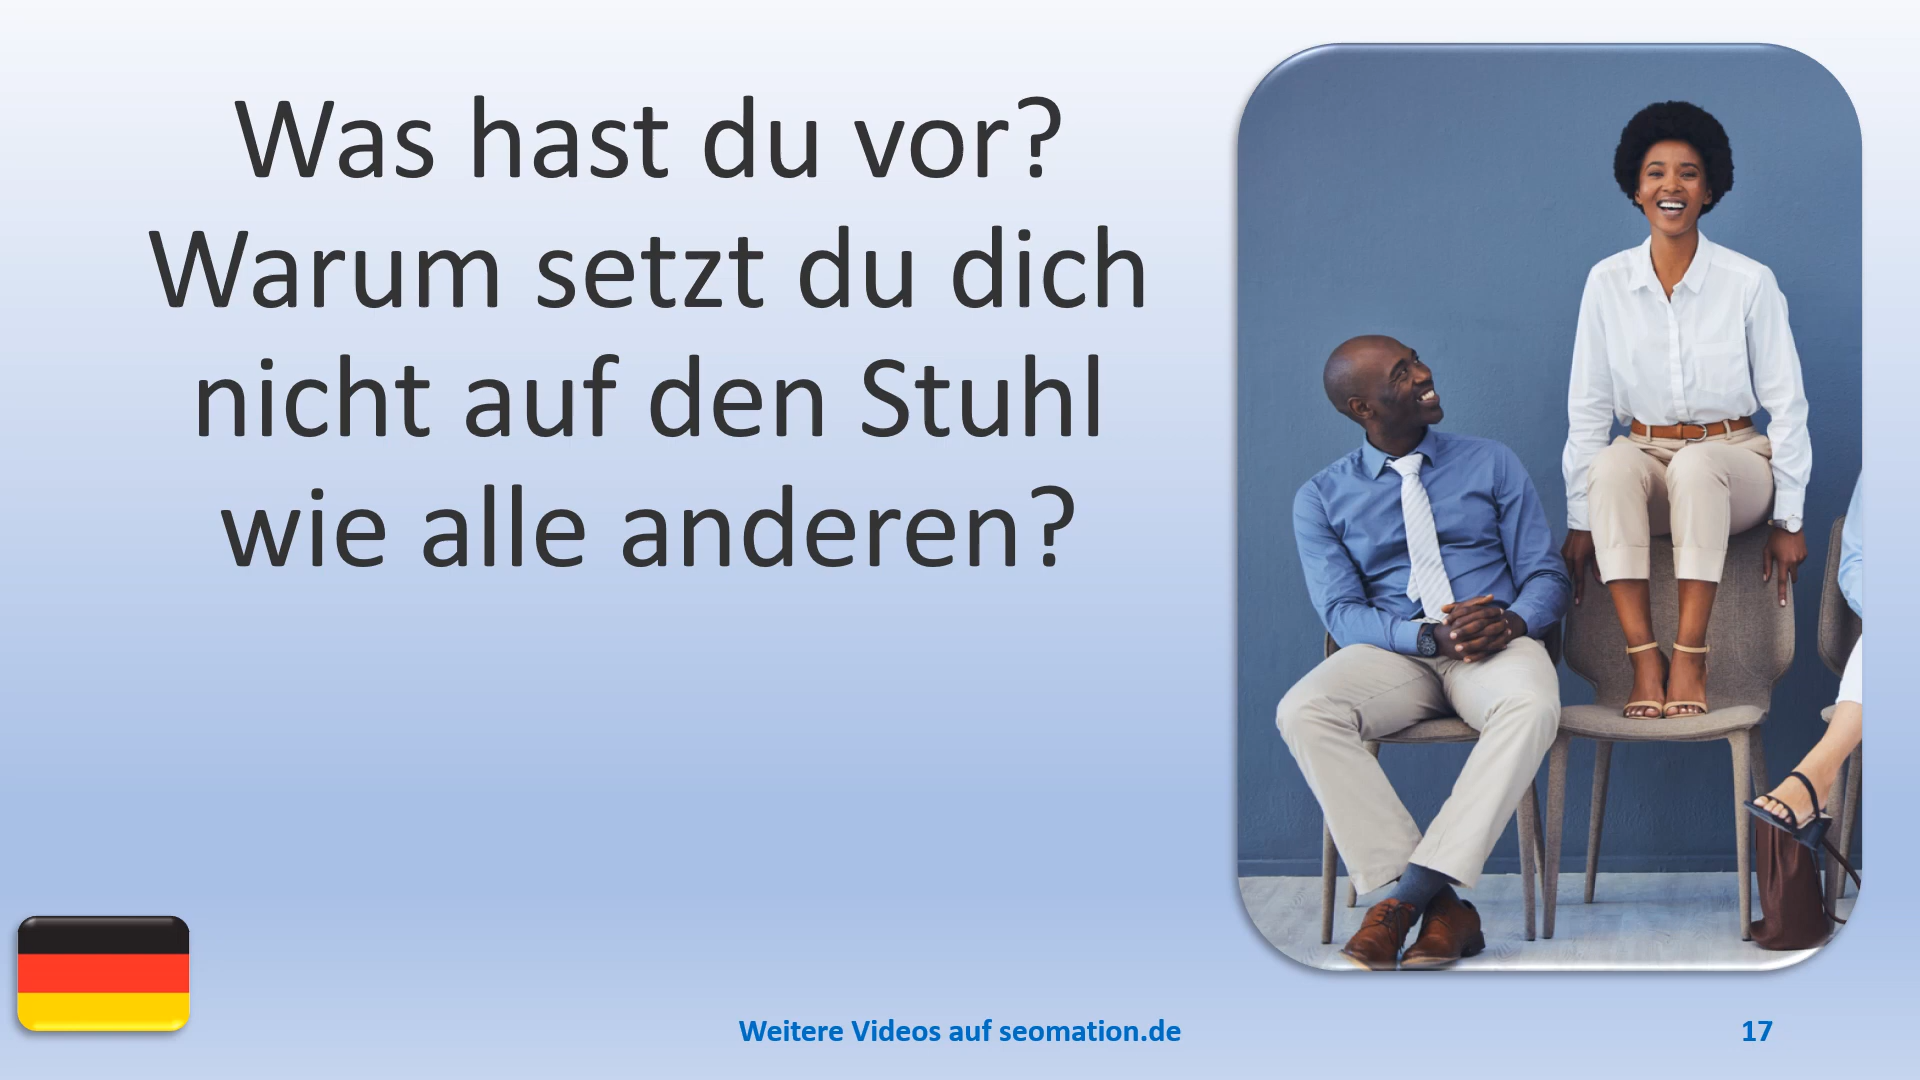 Was hast du vor?
Warum setzt du dich
nicht auf den Stuhl
wie alle anderen?
Weitere Videos auf seomation.de
17